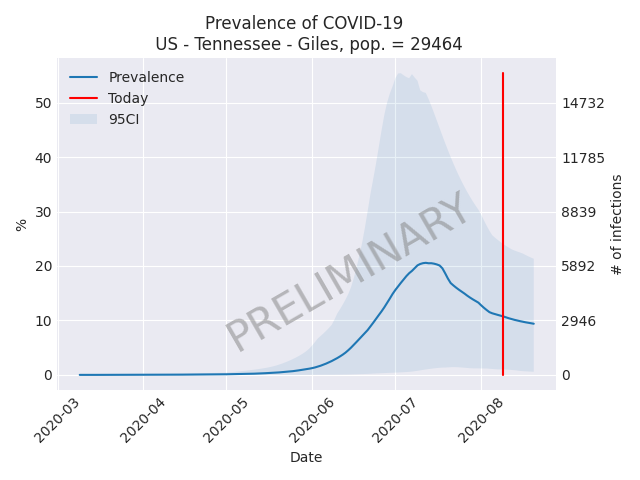 Prevalence of COVID-19
US - Tennessee - Giles, pop. = 29464
Prevalence
Today
95CI
50
40
30
20
10
0
%
14732
11785
8839
5892
2946
0
# of infections
PRELIMINARY
2020-03
2020-04
2020-05
2020-06
2020-07
2020-08
Date